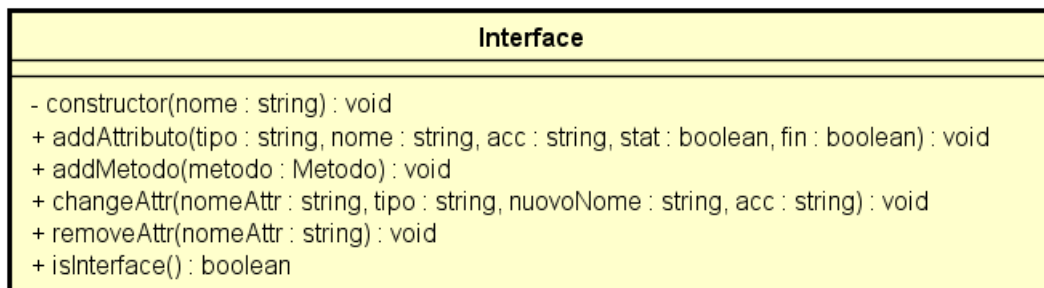 Interface
- constructor(nome : string) : void
+ addAttributo(tipo : string, nome : string, acc : string, stat : boolean, fin : boolean) : void
+ addMetodo(metodo : Metodo) : void
+ changeAttr(nomeAttr : string, tipo : string, nuovoNome : string, acc : string) : void
+ removeAttr(nomeAttr : string) : void
+ isInterface() : boolean